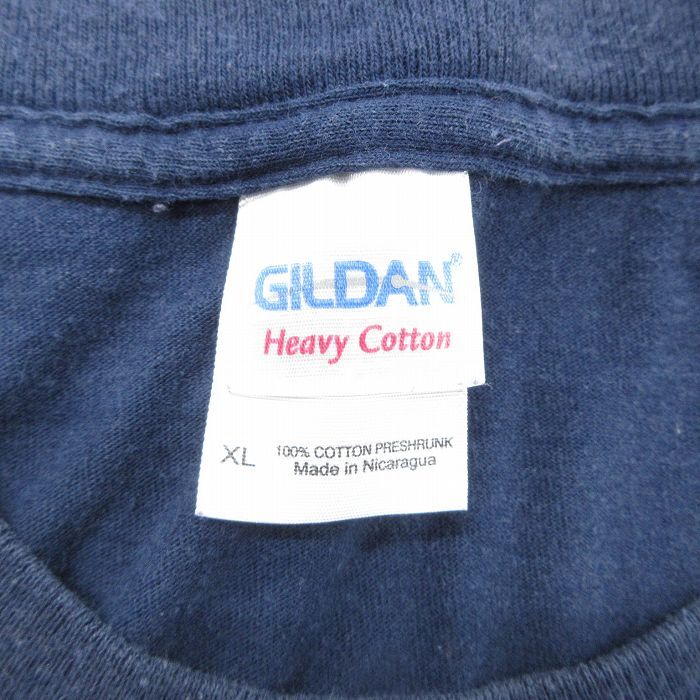 GILDAN®
Heavy Cotton
XL
100% COTTON PRESHRUNK
Made in Nicaragua